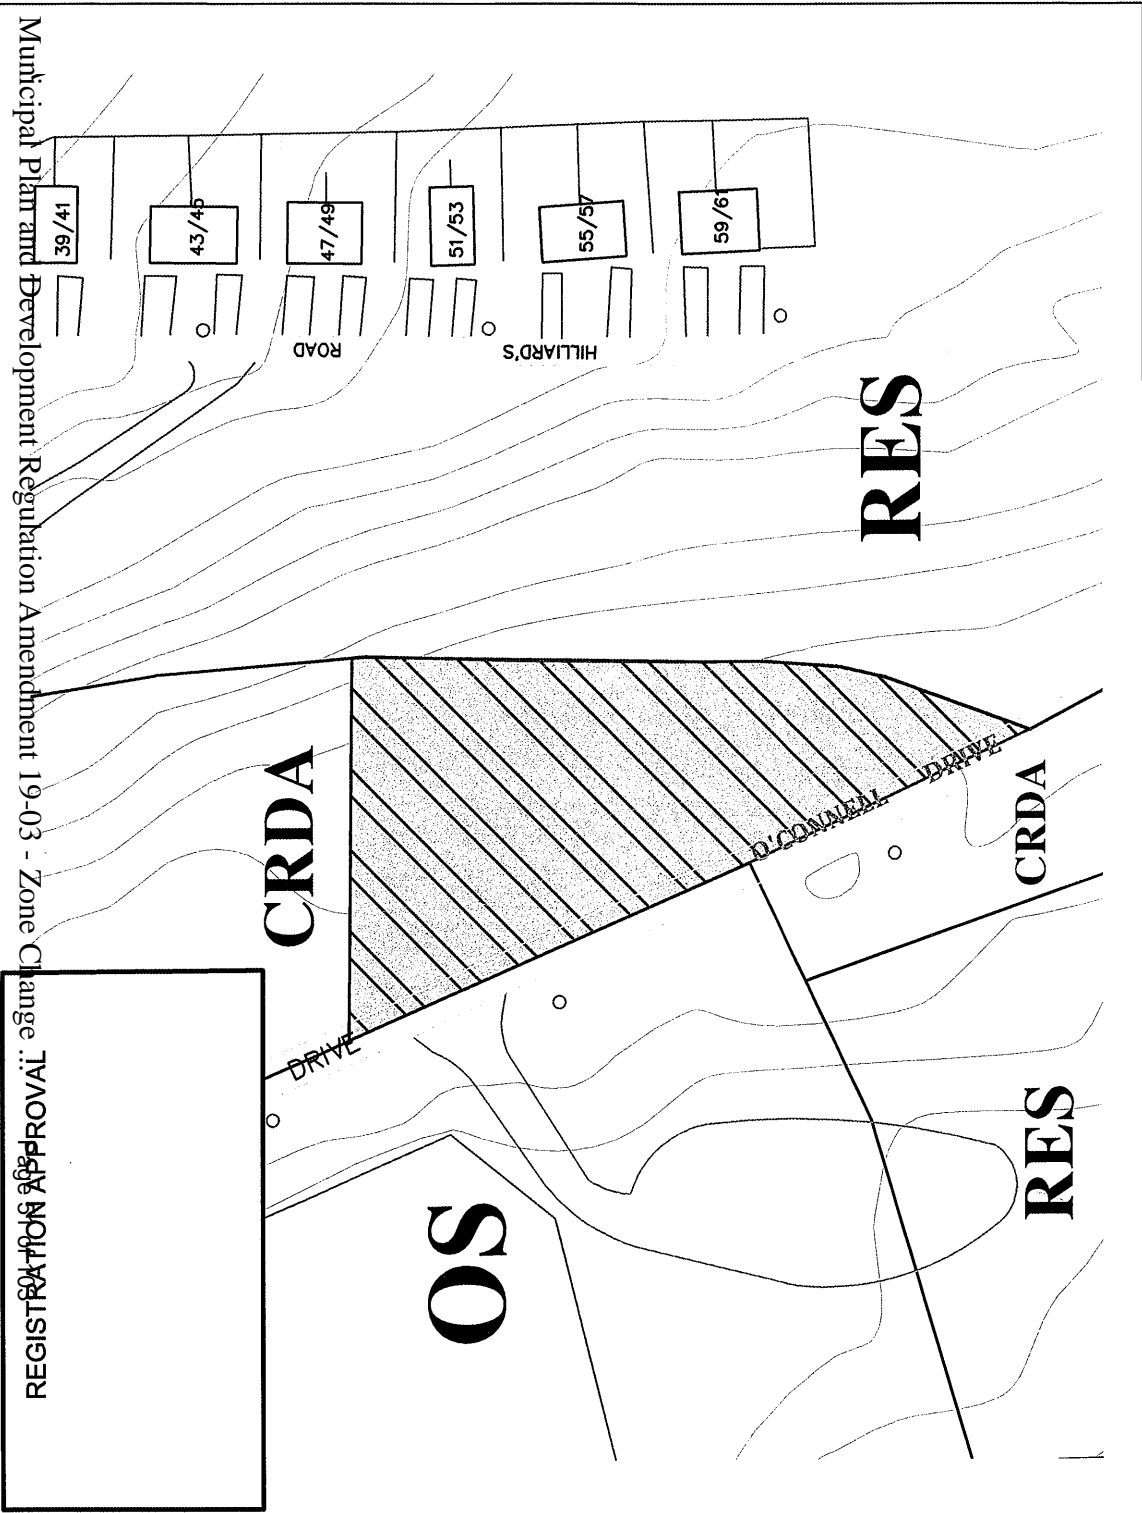 Municipal Plan and Development Regulation Amendment 19-03 - Zone Change ...
39/41
43/45
47/49
51/53
55/57
59/61
ROAD
HILLIARD'S
RES
CRDA
O'CONNELL DRIVE
CRDA
DRIVE
OS
RES
REGISTRATION APPROVAL